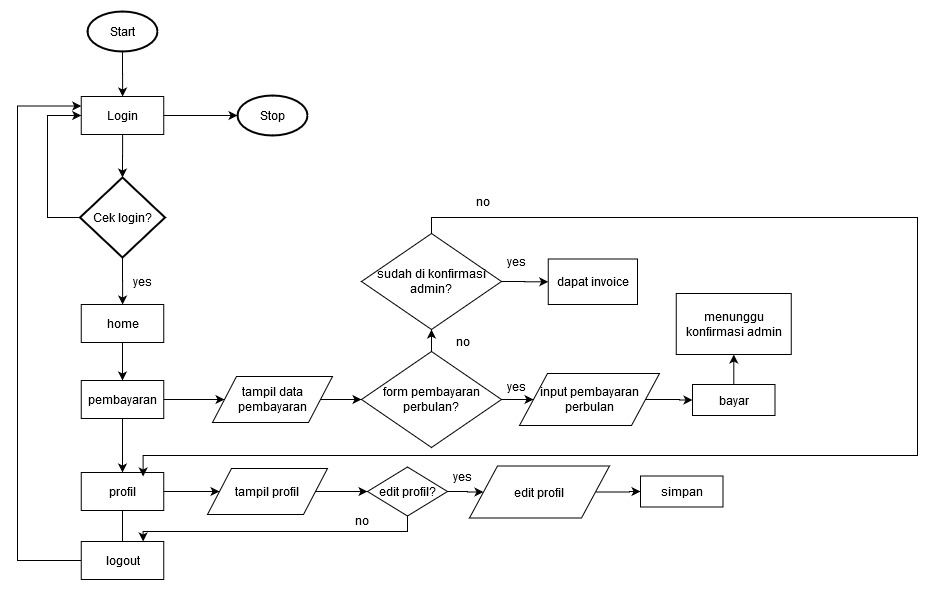 Start
Login
Stop
Cek login?
no
sudah di konfirmasi
admin?
yes
dapat invoice
yes
home
menunggu
konfirmasi admin
no
pembayaran
tampil data
pembayaran
form pembayaran
perbulan?
yes
input pembayaran
perbulan
bayar
profil
tampil profil
edit profil?
yes
edit profil
simpan
no
logout